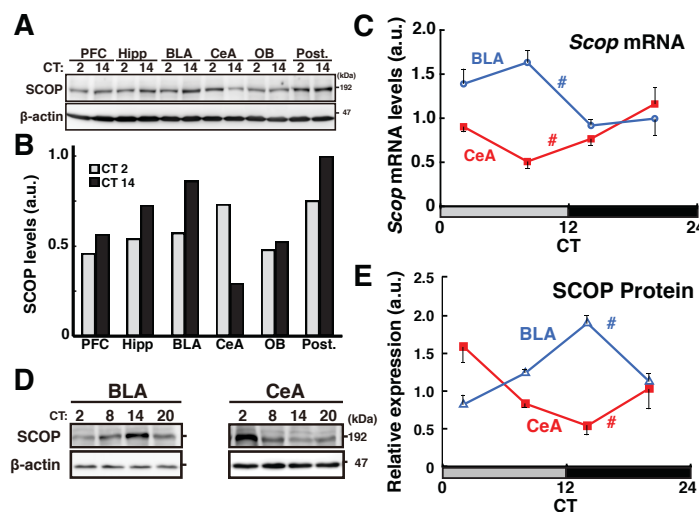 A
PFC Hipp BLA CeA OB Post.
CT: 2 14 2 14 2 14 2 14 2 14 2 14 (kDa)
SCOP 192
β-actin 47
B
SCOP levels (a.u.)
1.0
0.5
0
CT 2
CT 14
PFC Hipp BLA CeA OB Post.
C
Scop mRNA
Scop mRNA levels (a.u.)
2.0
1.5
1.0
0.5
0
BLA
#
CeA
#
0 12 24
CT
D
BLA CeA
CT: 2 8 14 20 2 8 14 20 (kDa)
SCOP 192
β-actin 47
E
SCOP Protein
Relative expression (a.u.)
2.5
2.0
1.5
1.0
0.5
0
BLA
#
CeA
#
0 12 24
CT